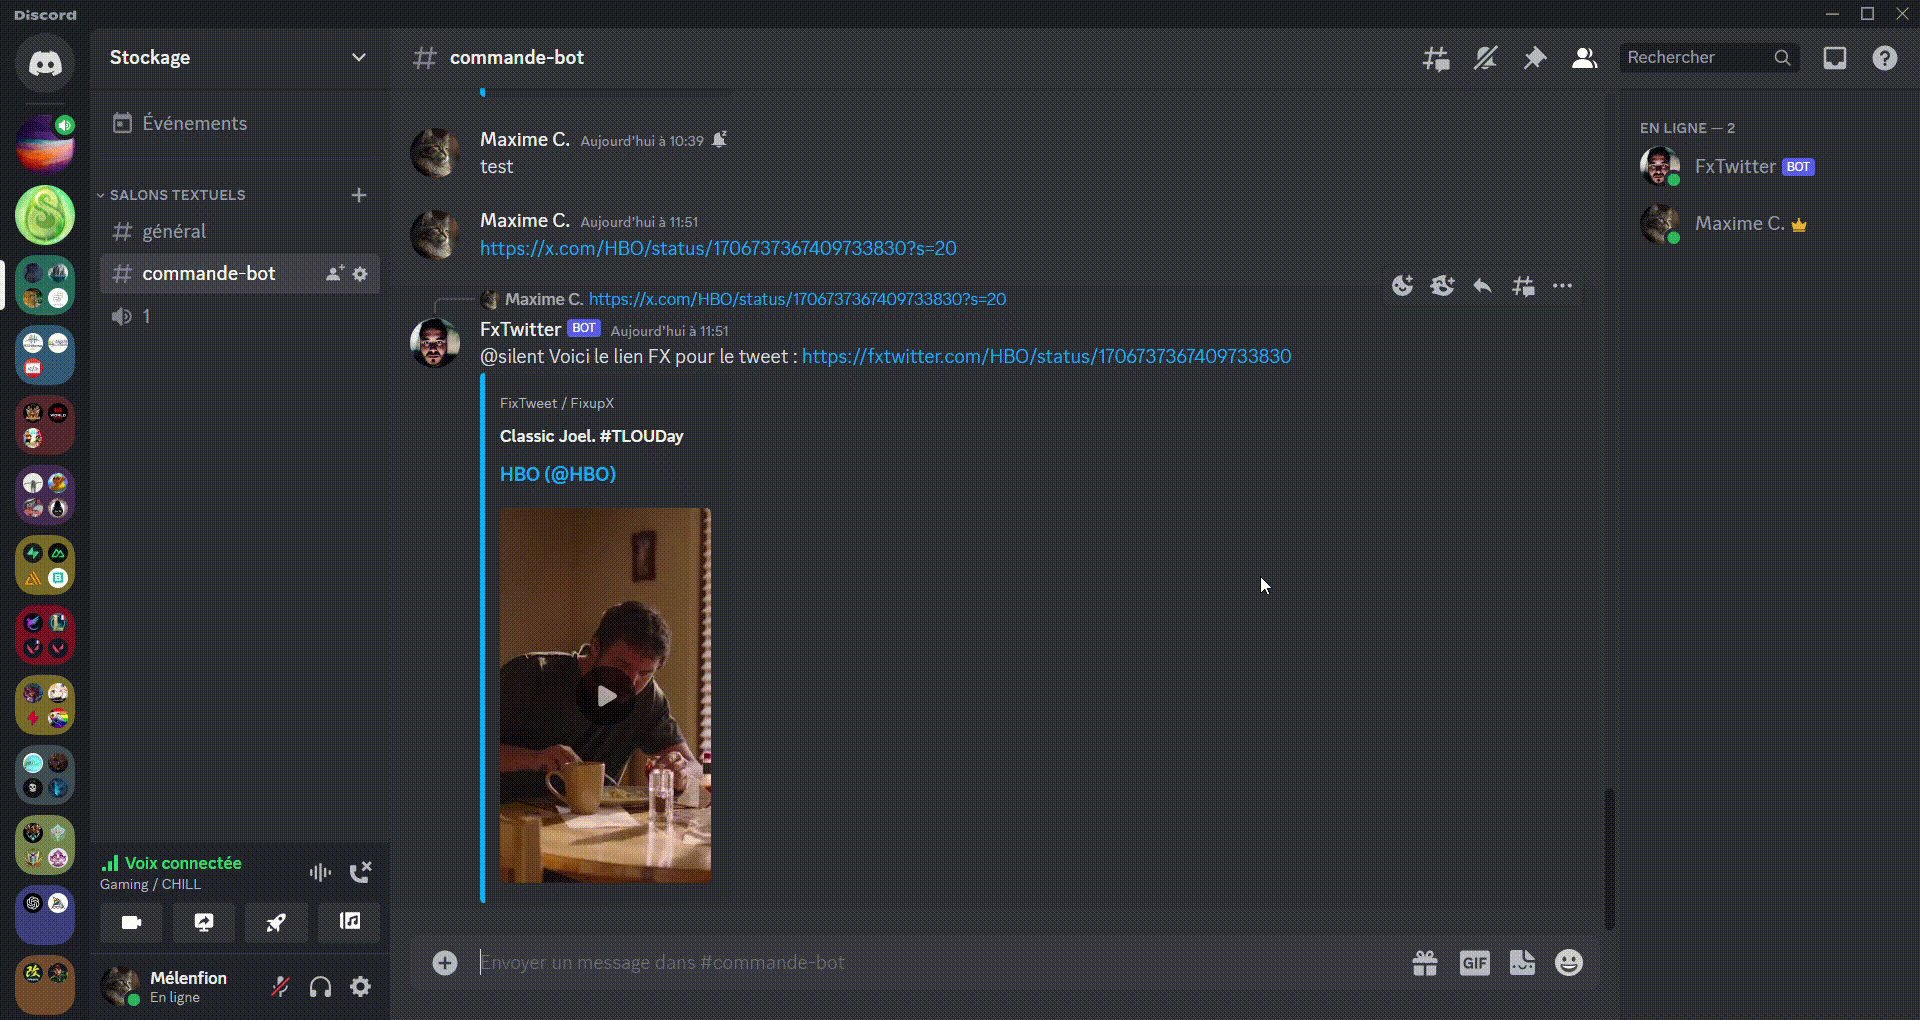 Discord
Stockage
Événements
SALONS TEXTUELS
général
commande-bot
1
Voix connectée
Gaming / CHILL
Mélenfion
En ligne
commande-bot
Rechercher
Maxime C. Aujourd'hui à 10:39
test
Maxime C. Aujourd'hui à 11:51
https://x.com/HBO/status/1706737367409733830?s=20
Maxime C. https://x.com/HBO/status/1706737367409733830?s=20
FxTwitter BOT Aujourd'hui à 11:51
@silent Voici le lien FX pour le tweet : https://fxtwitter.com/HBO/status/1706737367409733830
FixTweet / FixupX
Classic Joel. #TLOUDay
HBO (@HBO)
Envoyer un message dans #commande-bot
GIF
EN LIGNE — 2
FxTwitter BOT
Maxime C.